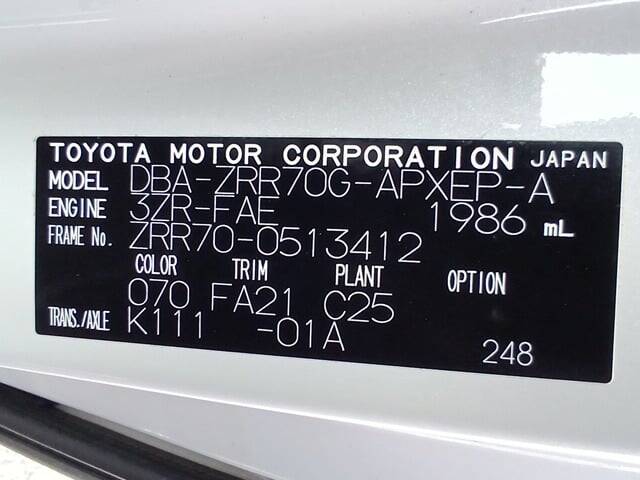 TOYOTA MOTOR CORPORATION JAPAN
MODEL DBA-ZRR70G-APXEP-A
ENGINE 3ZR-FAE 1986 mL
FRAME No. ZRR70-0513412
COLOR TRIM PLANT OPTION
070 FA21 C25
TRANS./AXLE K111 -01A
248